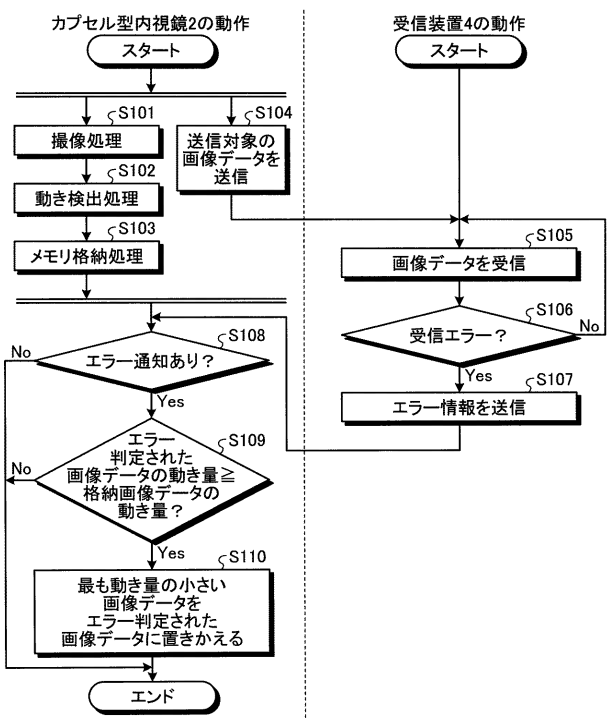 カプセル型内視鏡2の動作
スタート
S101
撮像処理
S102
動き検出処理
S103
メモリ格納処理
S104
送信対象の
画像データを
送信
S108
エラー通知あり？
No
Yes
S109
エラー
判定された
画像データの動き量≧
格納画像データの
動き量？
No
Yes
S110
最も動き量の小さい
画像データを
エラー判定された
画像データに置きかえる
エンド
受信装置4の動作
スタート
S105
画像データを受信
S106
受信エラー？
No
Yes
S107
エラー情報を送信